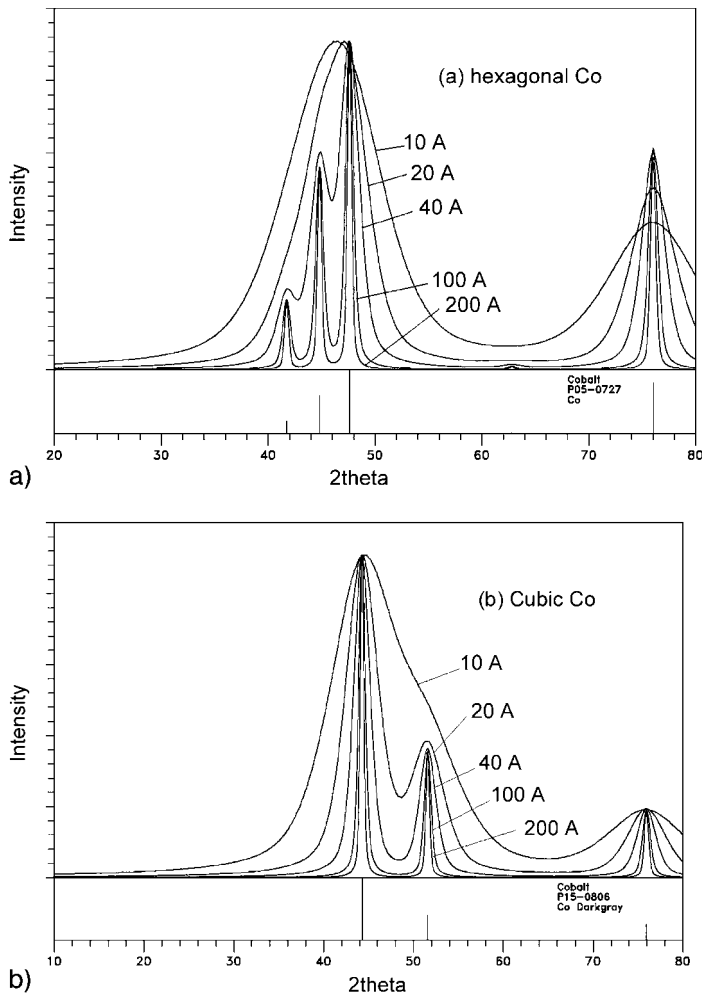 (a) hexagonal Co
10 A
20 A
40 A
100 A
200 A
Intensity
Cobalt
P05-0727
Co
20 30 40 50 60 70 80
2theta
a)
(b) Cubic Co
10 A
20 A
40 A
100 A
200 A
Intensity
Cobalt
P15-0806
Co Darkgray
10 20 30 40 50 60 70 80
2theta
b)